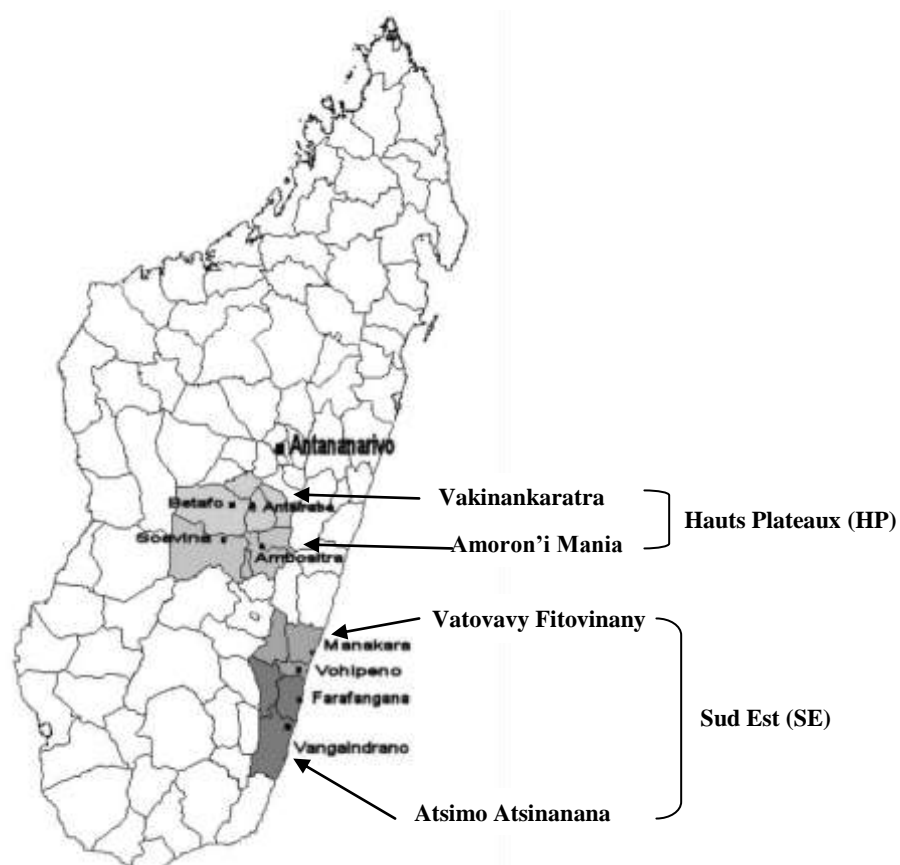 Antananarivo
Betafo
Antsirabe
Vakinankaratra
Hauts Plateaux (HP)
Soavina
Ambositra
Amoron'i Mania
Vatovavy Fitovinany
Manakara
Vohipeno
Farafangana
Sud Est (SE)
Vangaindrano
Atsimo Atsinanana